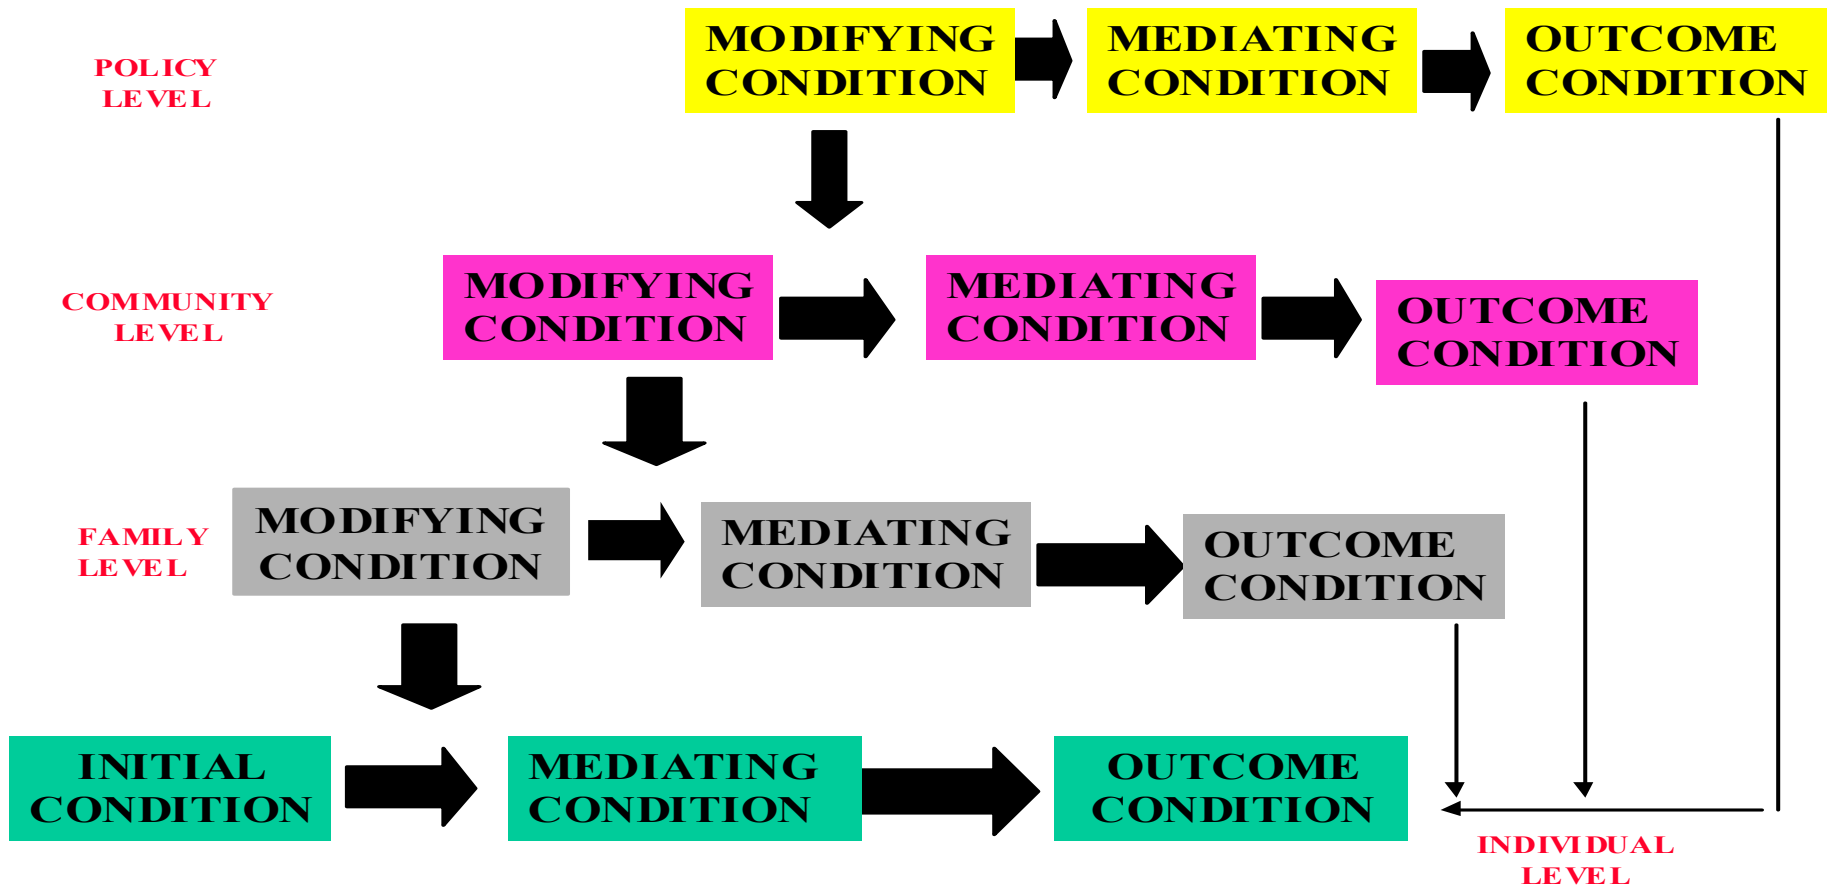 POLICY
LEVEL
MODIFYING
CONDITION
MEDIATING
CONDITION
OUTCOME
CONDITION
COMMUNITY
LEVEL
MODIFYING
CONDITION
MEDIATING
CONDITION
OUTCOME
CONDITION
FAMILY
LEVEL
MODIFYING
CONDITION
MEDIATING
CONDITION
OUTCOME
CONDITION
INITIAL
CONDITION
MEDIATING
CONDITION
OUTCOME
CONDITION
INDIVIDUAL
LEVEL